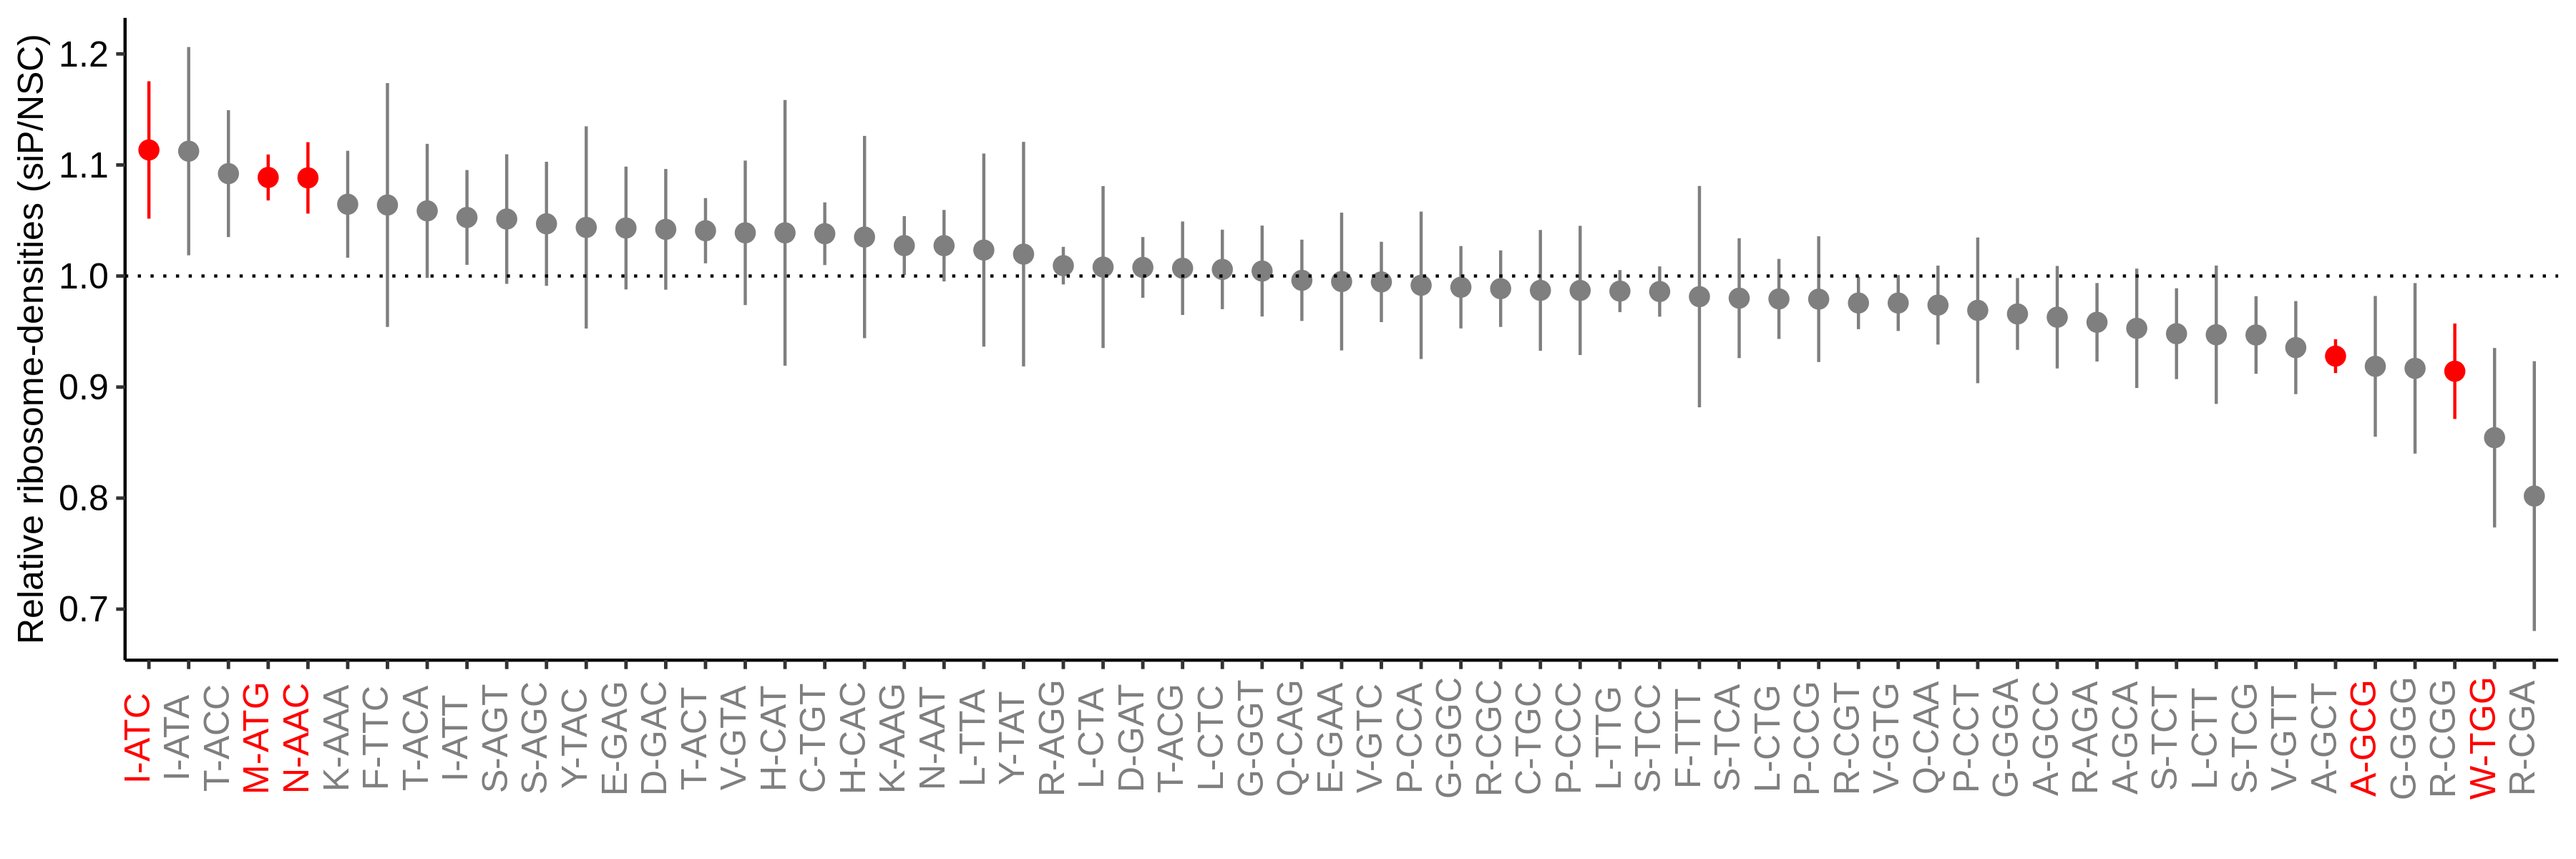 Relative ribosome-densities (siP/NSC)
1.2
1.1
1.0
0.9
0.8
0.7
I-ATC
I-ATA
T-ACC
M-ATG
N-AAC
K-AAA
F-TTC
T-ACA
I-ATT
S-AGT
S-AGC
Y-TAC
E-GAG
D-GAC
T-ACT
V-GTA
H-CAT
C-TGT
H-CAC
K-AAG
N-AAT
L-TTA
Y-TAT
R-AGG
L-CTA
D-GAT
T-ACG
L-CTC
G-GGT
Q-CAG
E-GAA
V-GTC
P-CCA
G-GGC
R-CGC
C-TGC
P-CCC
L-TTG
S-TCC
F-TTT
S-TCA
L-CTG
P-CCG
R-CGT
V-GTG
Q-CAA
P-CCT
G-GGA
A-GCC
R-AGA
A-GCA
S-TCT
L-CTT
S-TCG
V-GTT
A-GCT
A-GCG
G-GGG
R-CGG
W-TGG
R-CGA